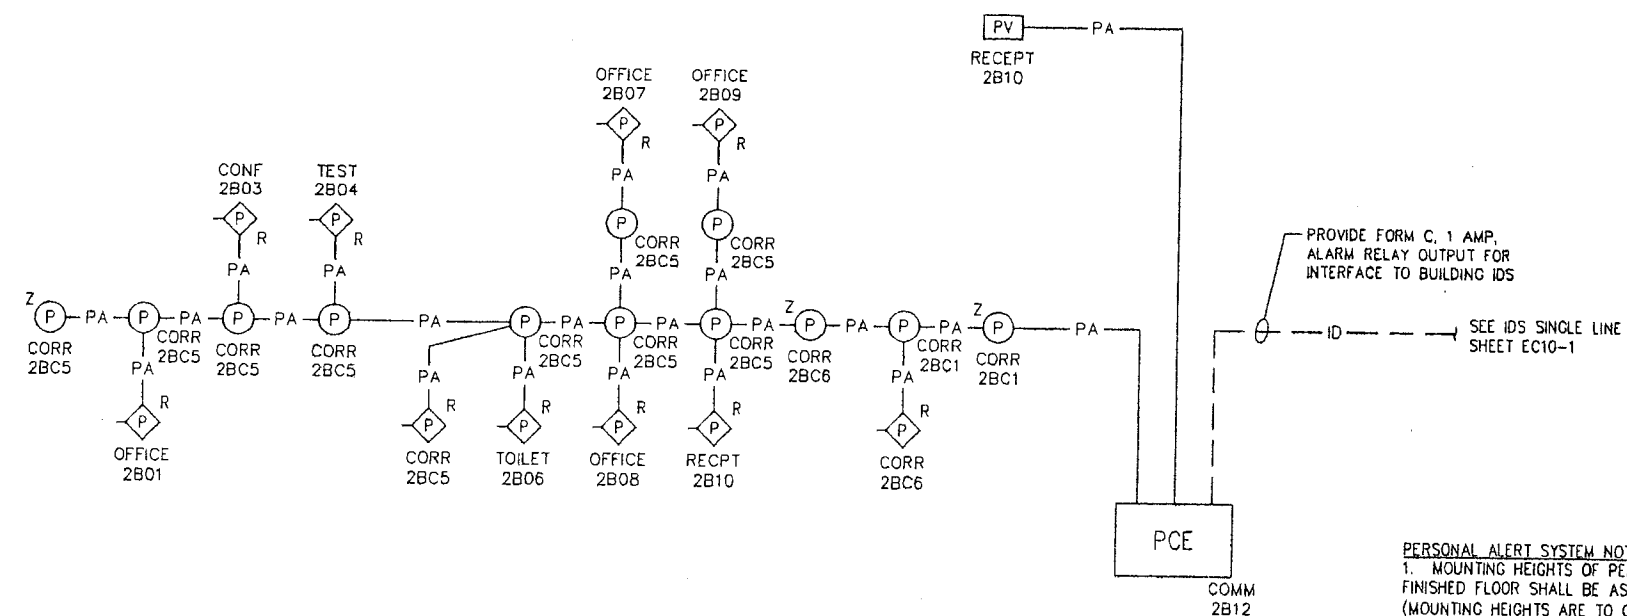 PV
PA
RECEPT
2B10
OFFICE
2B07
OFFICE
2B09
P
P
R
R
PA
PA
CONF
2B03
TEST
2B04
P
P
R
R
P
P
CORR
2BC5
CORR
2BC5
PA
PA
PA
PA
PROVIDE FORM C, 1 AMP,
ALARM RELAY OUTPUT FOR
INTERFACE TO BUILDING IDS
Z
P
PA
P
PA
P
PA
P
PA
P
PA
P
PA
P
PA
Z
P
PA
P
PA
Z
P
PA
ID
SEE IDS SINGLE LINE
SHEET EC10-1
CORR
2BC5
CORR
2BC5
CORR
2BC5
CORR
2BC5
CORR
2BC5
CORR
2BC5
CORR
2BC5
CORR
2BC6
CORR
2BC1
CORR
2BC1
PA
PA
PA
PA
PA
PA
R
R
R
R
R
R
P
P
P
P
P
P
OFFICE
2B01
CORR
2BC5
TOILET
2B06
OFFICE
2B08
RECPT
2B10
CORR
2BC6
PCE
COMM
2B12
PERSONAL ALERT SYSTEM NOT
1. MOUNTING HEIGHTS OF PE
FINISHED FLOOR SHALL BE AS
(MOUNTING HEIGHTS ARE TO C